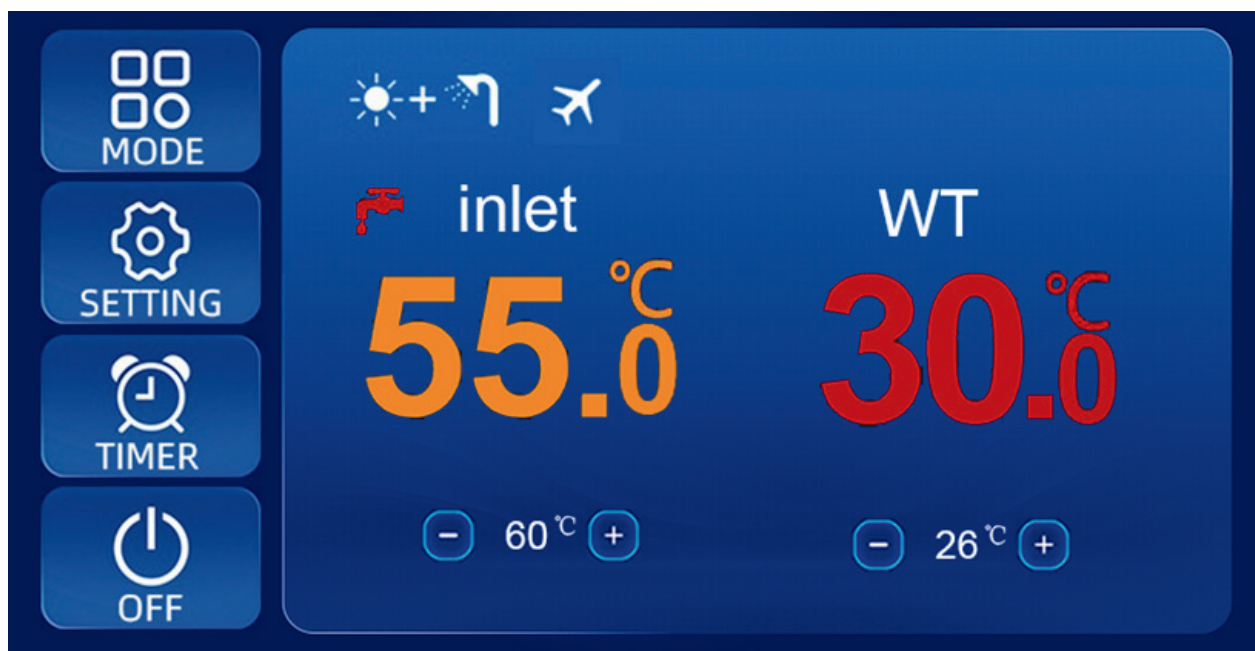 MODE
SETTING
TIMER
OFF
inlet
55.0℃
- 60℃ +
WT
30.0℃
- 26℃ +